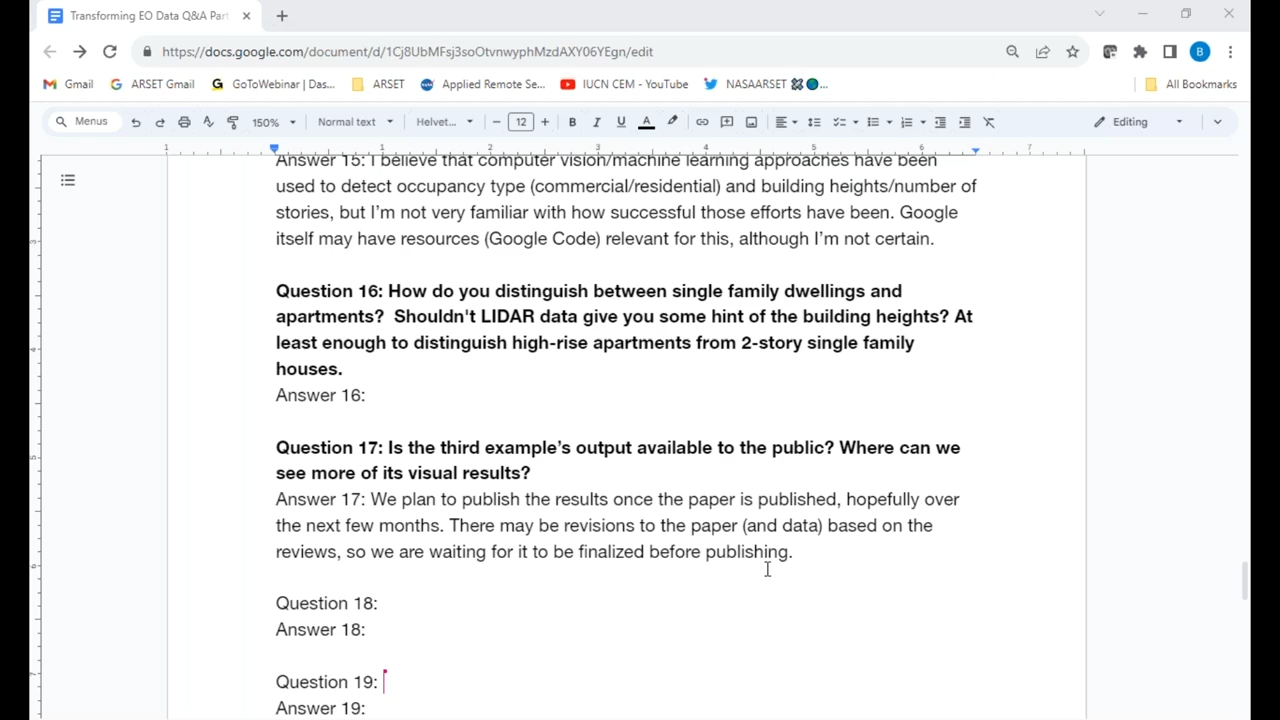 Transforming EO Data Q&A Part
https://docs.google.com/document/d/1Cj8UbMFsj3soOtvnwyphMzdAXY06YEgn/edit
B
Gmail ARSET Gmail GoToWebinar | Das... ARSET Applied Remote Se... IUCN CEM - YouTube NASAARSET ... All Bookmarks
Menus 150% Normal text Helvet... 12 B I U A Editing
1 1 2 3 4 5 6 7
Answer 15: I believe that computer vision/machine learning approaches have been
used to detect occupancy type (commercial/residential) and building heights/number of
stories, but I'm not very familiar with how successful those efforts have been. Google
itself may have resources (Google Code) relevant for this, although I'm not certain.
Question 16: How do you distinguish between single family dwellings and
apartments?  Shouldn't LIDAR data give you some hint of the building heights? At
least enough to distinguish high-rise apartments from 2-story single family
houses.
Answer 16:
Question 17: Is the third example's output available to the public? Where can we
see more of its visual results?
Answer 17: We plan to publish the results once the paper is published, hopefully over
the next few months. There may be revisions to the paper (and data) based on the
reviews, so we are waiting for it to be finalized before publishing.
Question 18:
Answer 18:
Question 19:
Answer 19: